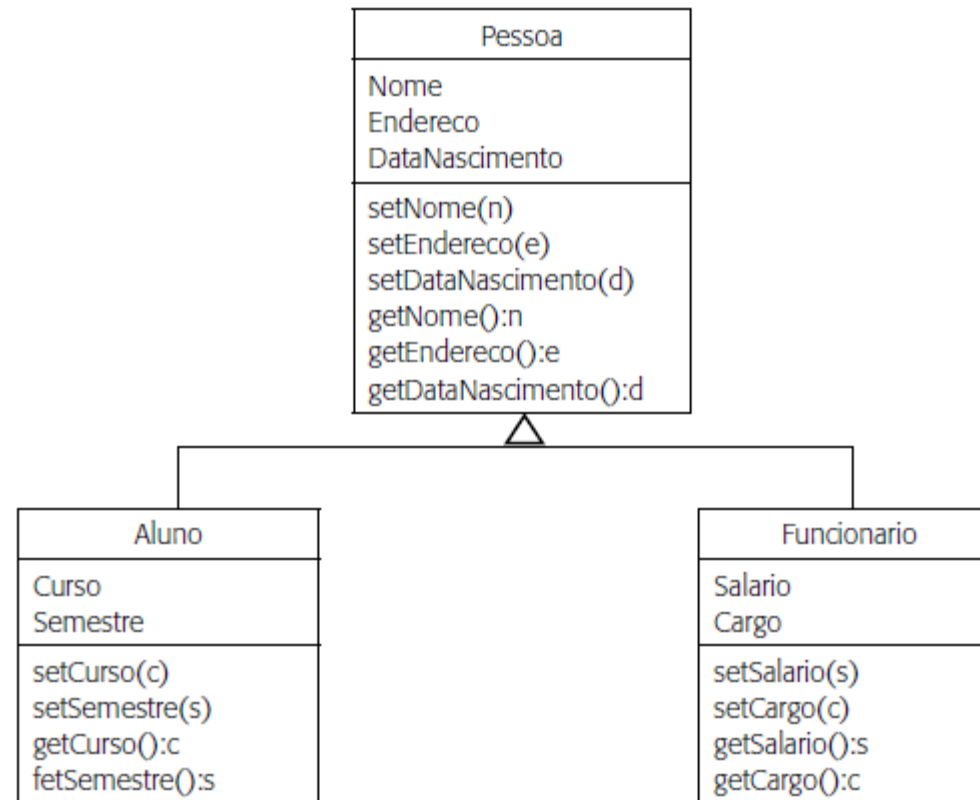 Pessoa
Nome
Endereco
DataNascimento
setNome(n)
setEndereco(e)
setDataNascimento(d)
getNome():n
getEndereco():e
getDataNascimento():d
Aluno
Curso
Semestre
setCurso(c)
setSemestre(s)
getCurso():c
fetSemestre():s
Funcionario
Salario
Cargo
setSalario(s)
setCargo(c)
getSalario():s
getCargo():c